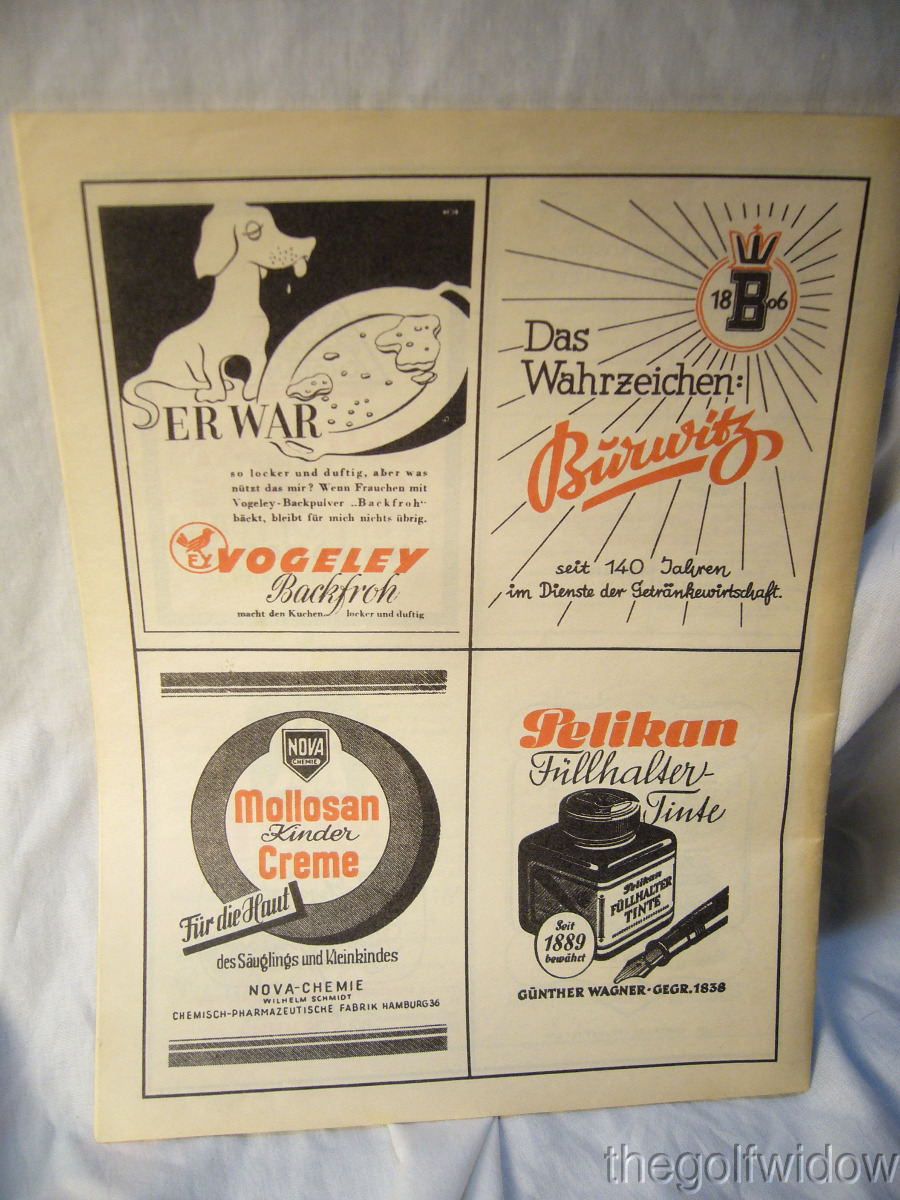 ER WAR
so locker und duftig, aber was
nützt das mir? Wenn Frauchen mit
Vogeley-Backpulver „Backfroh“
bäckt, bleibt für mich nichts übrig.
FY VOGELEY
Backfroh
macht den Kuchen... locker und duftig
18 B 06
Das
Wahrzeichen:
Burwitz
seit 140 Jahren
im Dienste der Getränkewirtschaft.
NOVA
CHEMIE
Mollosan
Kinder
Creme
Für die Haut
des Säuglings und Kleinkindes
NOVA-CHEMIE
WILHELM SCHMIDT
CHEMISCH-PHARMAZEUTISCHE FABRIK HAMBURG 36
Pelikan
Füllhalter-
Tinte
Pelikan
FÜLLHALTER
TINTE
Seit
1889
bewährt
GÜNTHER WAGNER · GEGR. 1838
thegolfwidow